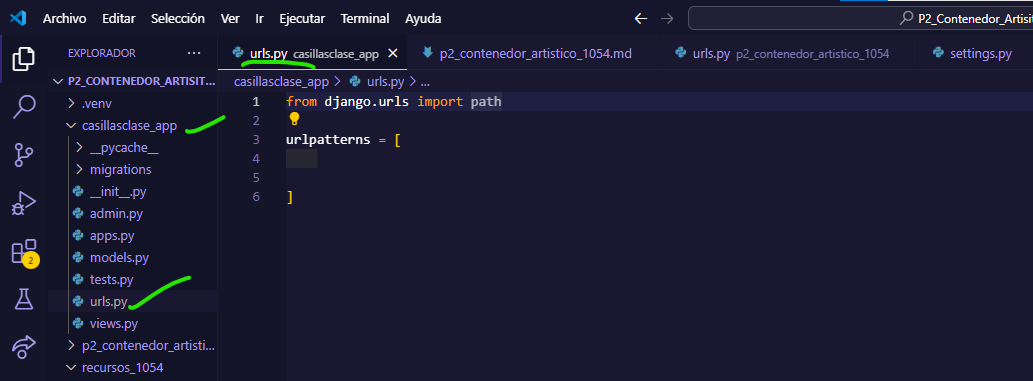 Archivo Editar Selección Ver Ir Ejecutar Terminal Ayuda
P2_Contenedor_Artisit
EXPLORADOR
urls.py casillasclase_app
p2_contenedor_artistico_1054.md
urls.py p2_contenedor_artistico_1054
settings.py
P2_CONTENEDOR_ARTISIT...
.venv
casillasclase_app
__pycache__
migrations
__init__.py
admin.py
apps.py
models.py
tests.py
urls.py
views.py
p2_contenedor_artisti...
recursos_1054
2
casillasclase_app > urls.py > ...
1 from django.urls import path
2
3 urlpatterns = [
4
5
6 ]